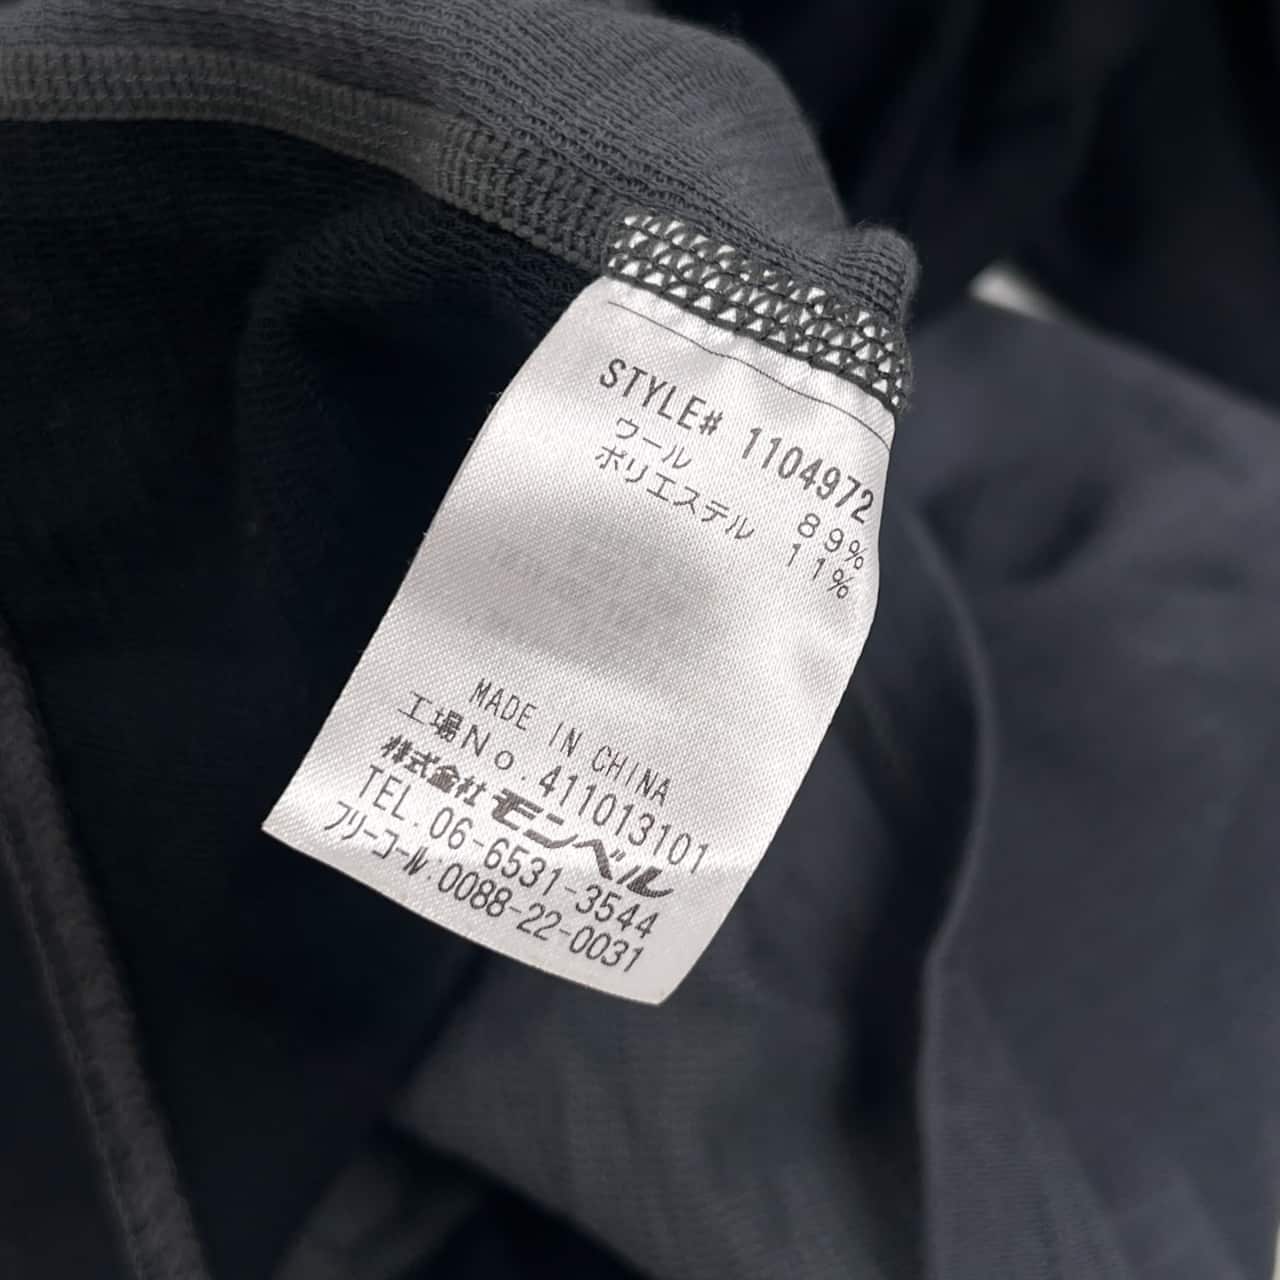 STYLE# 1104972
ウール 89%
ポリエステル 11%
MADE IN CHINA
工場No.411013101
株式会社モンベル
TEL.06-6531-3544
フリーコール:0088-22-0031